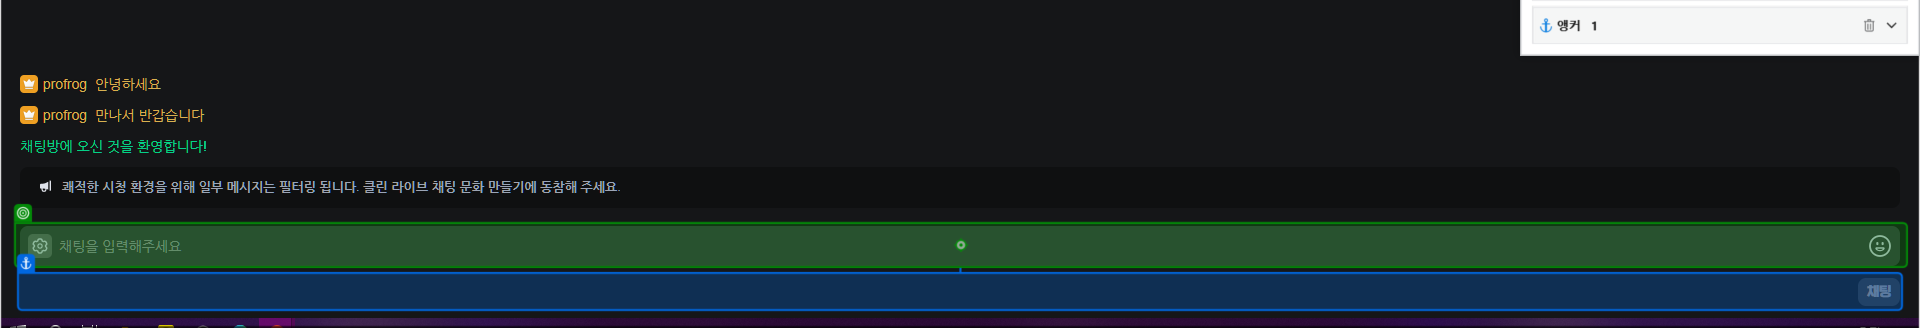 앵커 1
profrog 안녕하세요
profrog 만나서 반갑습니다
채팅방에 오신 것을 환영합니다!
쾌적한 시청 환경을 위해 일부 메시지는 필터링 됩니다. 클린 라이브 채팅 문화 만들기에 동참해 주세요.
채팅을 입력해주세요
채팅